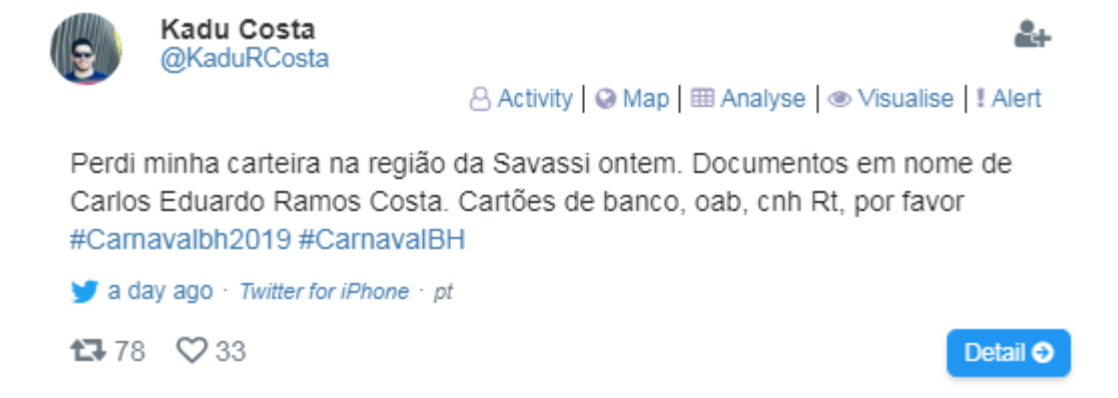 Kadu Costa
@KaduRCosta
Activity | Map | Analyse | Visualise | Alert
Perdi minha carteira na região da Savassi ontem. Documentos em nome de
Carlos Eduardo Ramos Costa. Cartões de banco, oab, cnh Rt, por favor
#Carnavalbh2019 #CarnavalBH
a day ago · Twitter for iPhone · pt
78 33
Detail